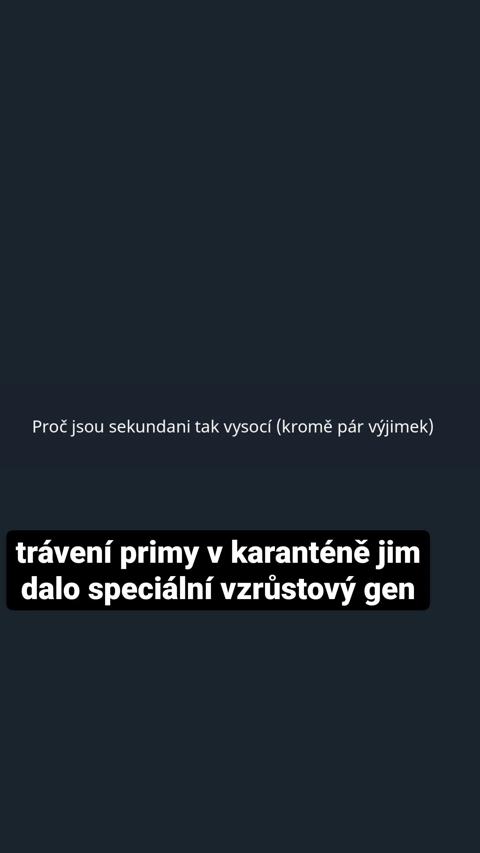 Proč jsou sekundani tak vysocí (kromě pár výjimek)
trávení primy v karanténě jim
dalo speciální vzrůstový gen